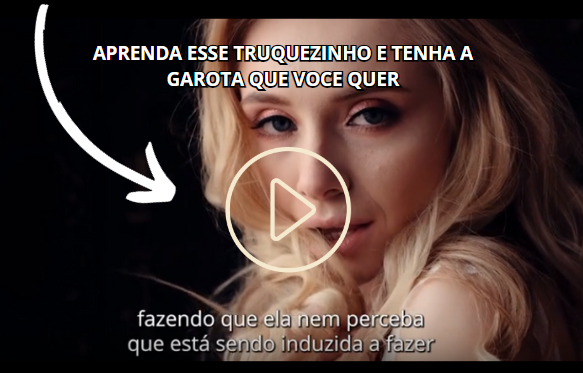 APRENDA ESSE TRUQUEZINHO E TENHA A
GAROTA QUE VOCE QUER
fazendo que ela nem perceba
que está sendo induzida a fazer